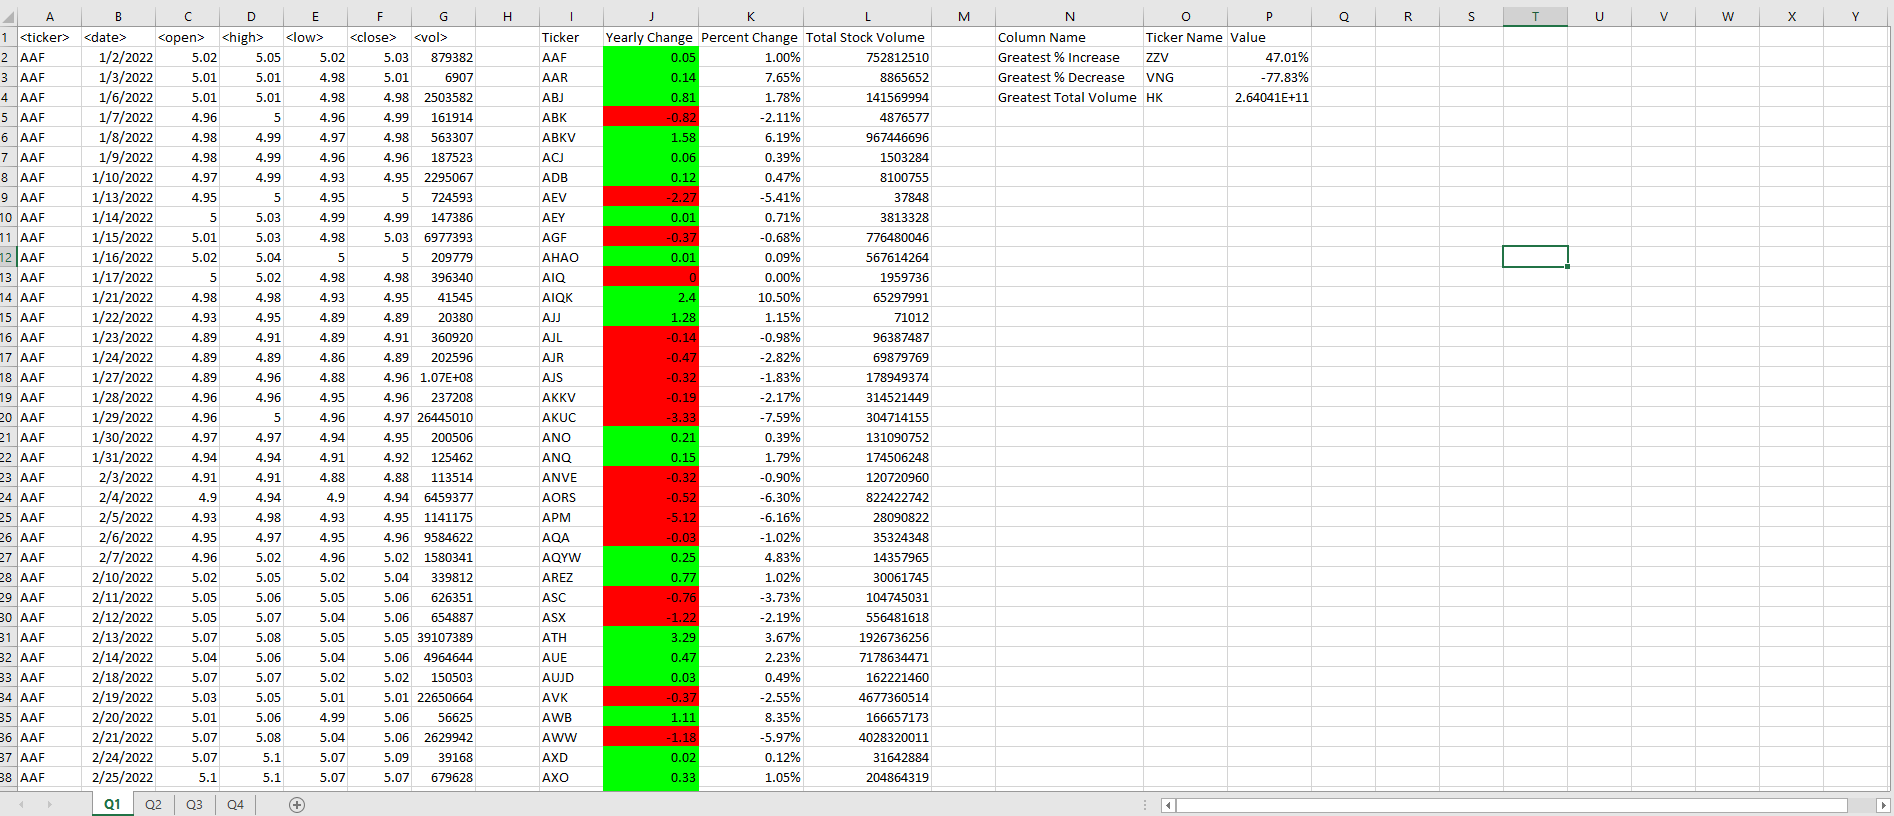 A B C D E F G H I J K L M N O P Q R S T U V W X Y
1 <ticker> <date> <open> <high> <low> <close> <vol> Ticker Yearly Change Percent Change Total Stock Volume Column Name Ticker Name Value
2 AAF 1/2/2022 5.02 5.05 5.02 5.03 879382 AAF 0.05 1.00% 752812510 Greatest % Increase ZZV 47.01%
3 AAF 1/3/2022 5.01 5.01 4.98 5.01 6907 AAR 0.14 7.65% 8865652 Greatest % Decrease VNG -77.83%
4 AAF 1/6/2022 5.01 5.01 4.98 4.98 2503582 ABJ 0.81 1.78% 141569994 Greatest Total Volume HK 2.64041E+11
5 AAF 1/7/2022 4.96 5 4.96 4.99 161914 ABK -0.82 -2.11% 4876577
6 AAF 1/8/2022 4.98 4.99 4.97 4.98 563307 ABKV 1.58 6.19% 967446696
7 AAF 1/9/2022 4.98 4.99 4.96 4.96 187523 ACJ 0.06 0.39% 1503284
8 AAF 1/10/2022 4.97 4.99 4.93 4.95 2295067 ADB 0.12 0.47% 8100755
9 AAF 1/13/2022 4.95 5 4.95 5 724593 AEV -2.27 -5.41% 37848
10 AAF 1/14/2022 5 5.03 4.99 4.99 147386 AEY 0.01 0.71% 3813328
11 AAF 1/15/2022 5.01 5.03 4.98 5.03 6977393 AGF -0.37 -0.68% 776480046
12 AAF 1/16/2022 5.02 5.04 5 5 209779 AHAO 0.01 0.09% 567614264
13 AAF 1/17/2022 5 5.02 4.98 4.98 396340 AIQ 0 0.00% 1959736
14 AAF 1/21/2022 4.98 4.98 4.93 4.95 41545 AIQK 2.4 10.50% 65297991
15 AAF 1/22/2022 4.93 4.95 4.89 4.89 20380 AJJ 1.28 1.15% 71012
16 AAF 1/23/2022 4.89 4.91 4.89 4.91 360920 AJL -0.14 -0.98% 96387487
17 AAF 1/24/2022 4.89 4.89 4.86 4.89 202596 AJR -0.47 -2.82% 69879769
18 AAF 1/27/2022 4.89 4.96 4.88 4.96 1.07E+08 AJS -0.32 -1.83% 178949374
19 AAF 1/28/2022 4.96 4.96 4.95 4.96 237208 AKKV -0.19 -2.17% 314521449
20 AAF 1/29/2022 4.96 5 4.96 4.97 26445010 AKUC -3.33 -7.59% 304714155
21 AAF 1/30/2022 4.97 4.97 4.94 4.95 200506 ANO 0.21 0.39% 131090752
22 AAF 1/31/2022 4.94 4.94 4.91 4.92 125462 ANQ 0.15 1.79% 174506248
23 AAF 2/3/2022 4.91 4.91 4.88 4.88 113514 ANVE -0.32 -0.90% 120720960
24 AAF 2/4/2022 4.9 4.94 4.9 4.94 6459377 AORS -0.52 -6.30% 822422742
25 AAF 2/5/2022 4.93 4.98 4.93 4.95 1141175 APM -5.12 -6.16% 28090822
26 AAF 2/6/2022 4.95 4.97 4.95 4.96 9584622 AQA -0.03 -1.02% 35324348
27 AAF 2/7/2022 4.96 5.02 4.96 5.02 1580341 AQYW 0.25 4.83% 14357965
28 AAF 2/10/2022 5.02 5.05 5.02 5.04 339812 AREZ 0.77 1.02% 30061745
29 AAF 2/11/2022 5.05 5.06 5.05 5.06 626351 ASC -0.76 -3.73% 104745031
30 AAF 2/12/2022 5.05 5.07 5.04 5.06 654887 ASX -1.22 -2.19% 556481618
31 AAF 2/13/2022 5.07 5.08 5.05 5.05 39107389 ATH 3.29 3.67% 1926736256
32 AAF 2/14/2022 5.04 5.06 5.04 5.06 4964644 AUE 0.47 2.23% 7178634471
33 AAF 2/18/2022 5.07 5.07 5.02 5.02 150503 AUJD 0.03 0.49% 162221460
34 AAF 2/19/2022 5.03 5.05 5.01 5.01 22650664 AVK -0.37 -2.55% 4677360514
35 AAF 2/20/2022 5.01 5.06 4.99 5.06 56625 AWB 1.11 8.35% 166657173
36 AAF 2/21/2022 5.07 5.08 5.04 5.06 2629942 AWW -1.18 -5.97% 4028320011
37 AAF 2/24/2022 5.07 5.1 5.07 5.09 39168 AXD 0.02 0.12% 31642884
38 AAF 2/25/2022 5.1 5.1 5.07 5.07 679628 AXO 0.33 1.05% 204864319
Q1 Q2 Q3 Q4